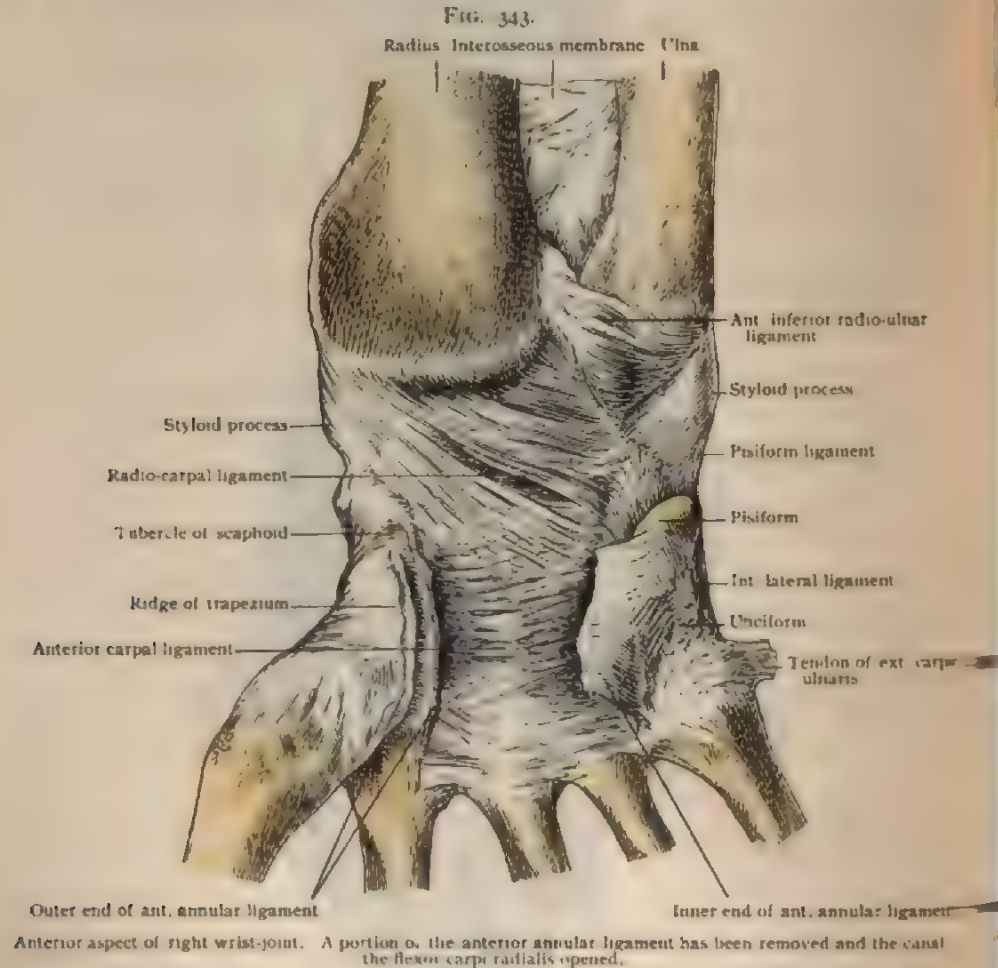 FIG. 343.
Radius Interosseous membrane Ulna
Ant inferior radio-ulnar
ligament
Styloid process
Styloid process
Pisiform ligament
Radio-carpal ligament
Pisiform
Tubercle of scaphoid
Int lateral ligament
Ridge of trapezium
Unciform
Anterior carpal ligament
Tendon of ext carpi
ulnaris
Outer end of ant. annular ligament
Inner end of ant. annular ligament
Anterior aspect of right wrist-joint. A portion of the anterior annular ligament has been removed and the canal
the flexor carpi radialis opened.